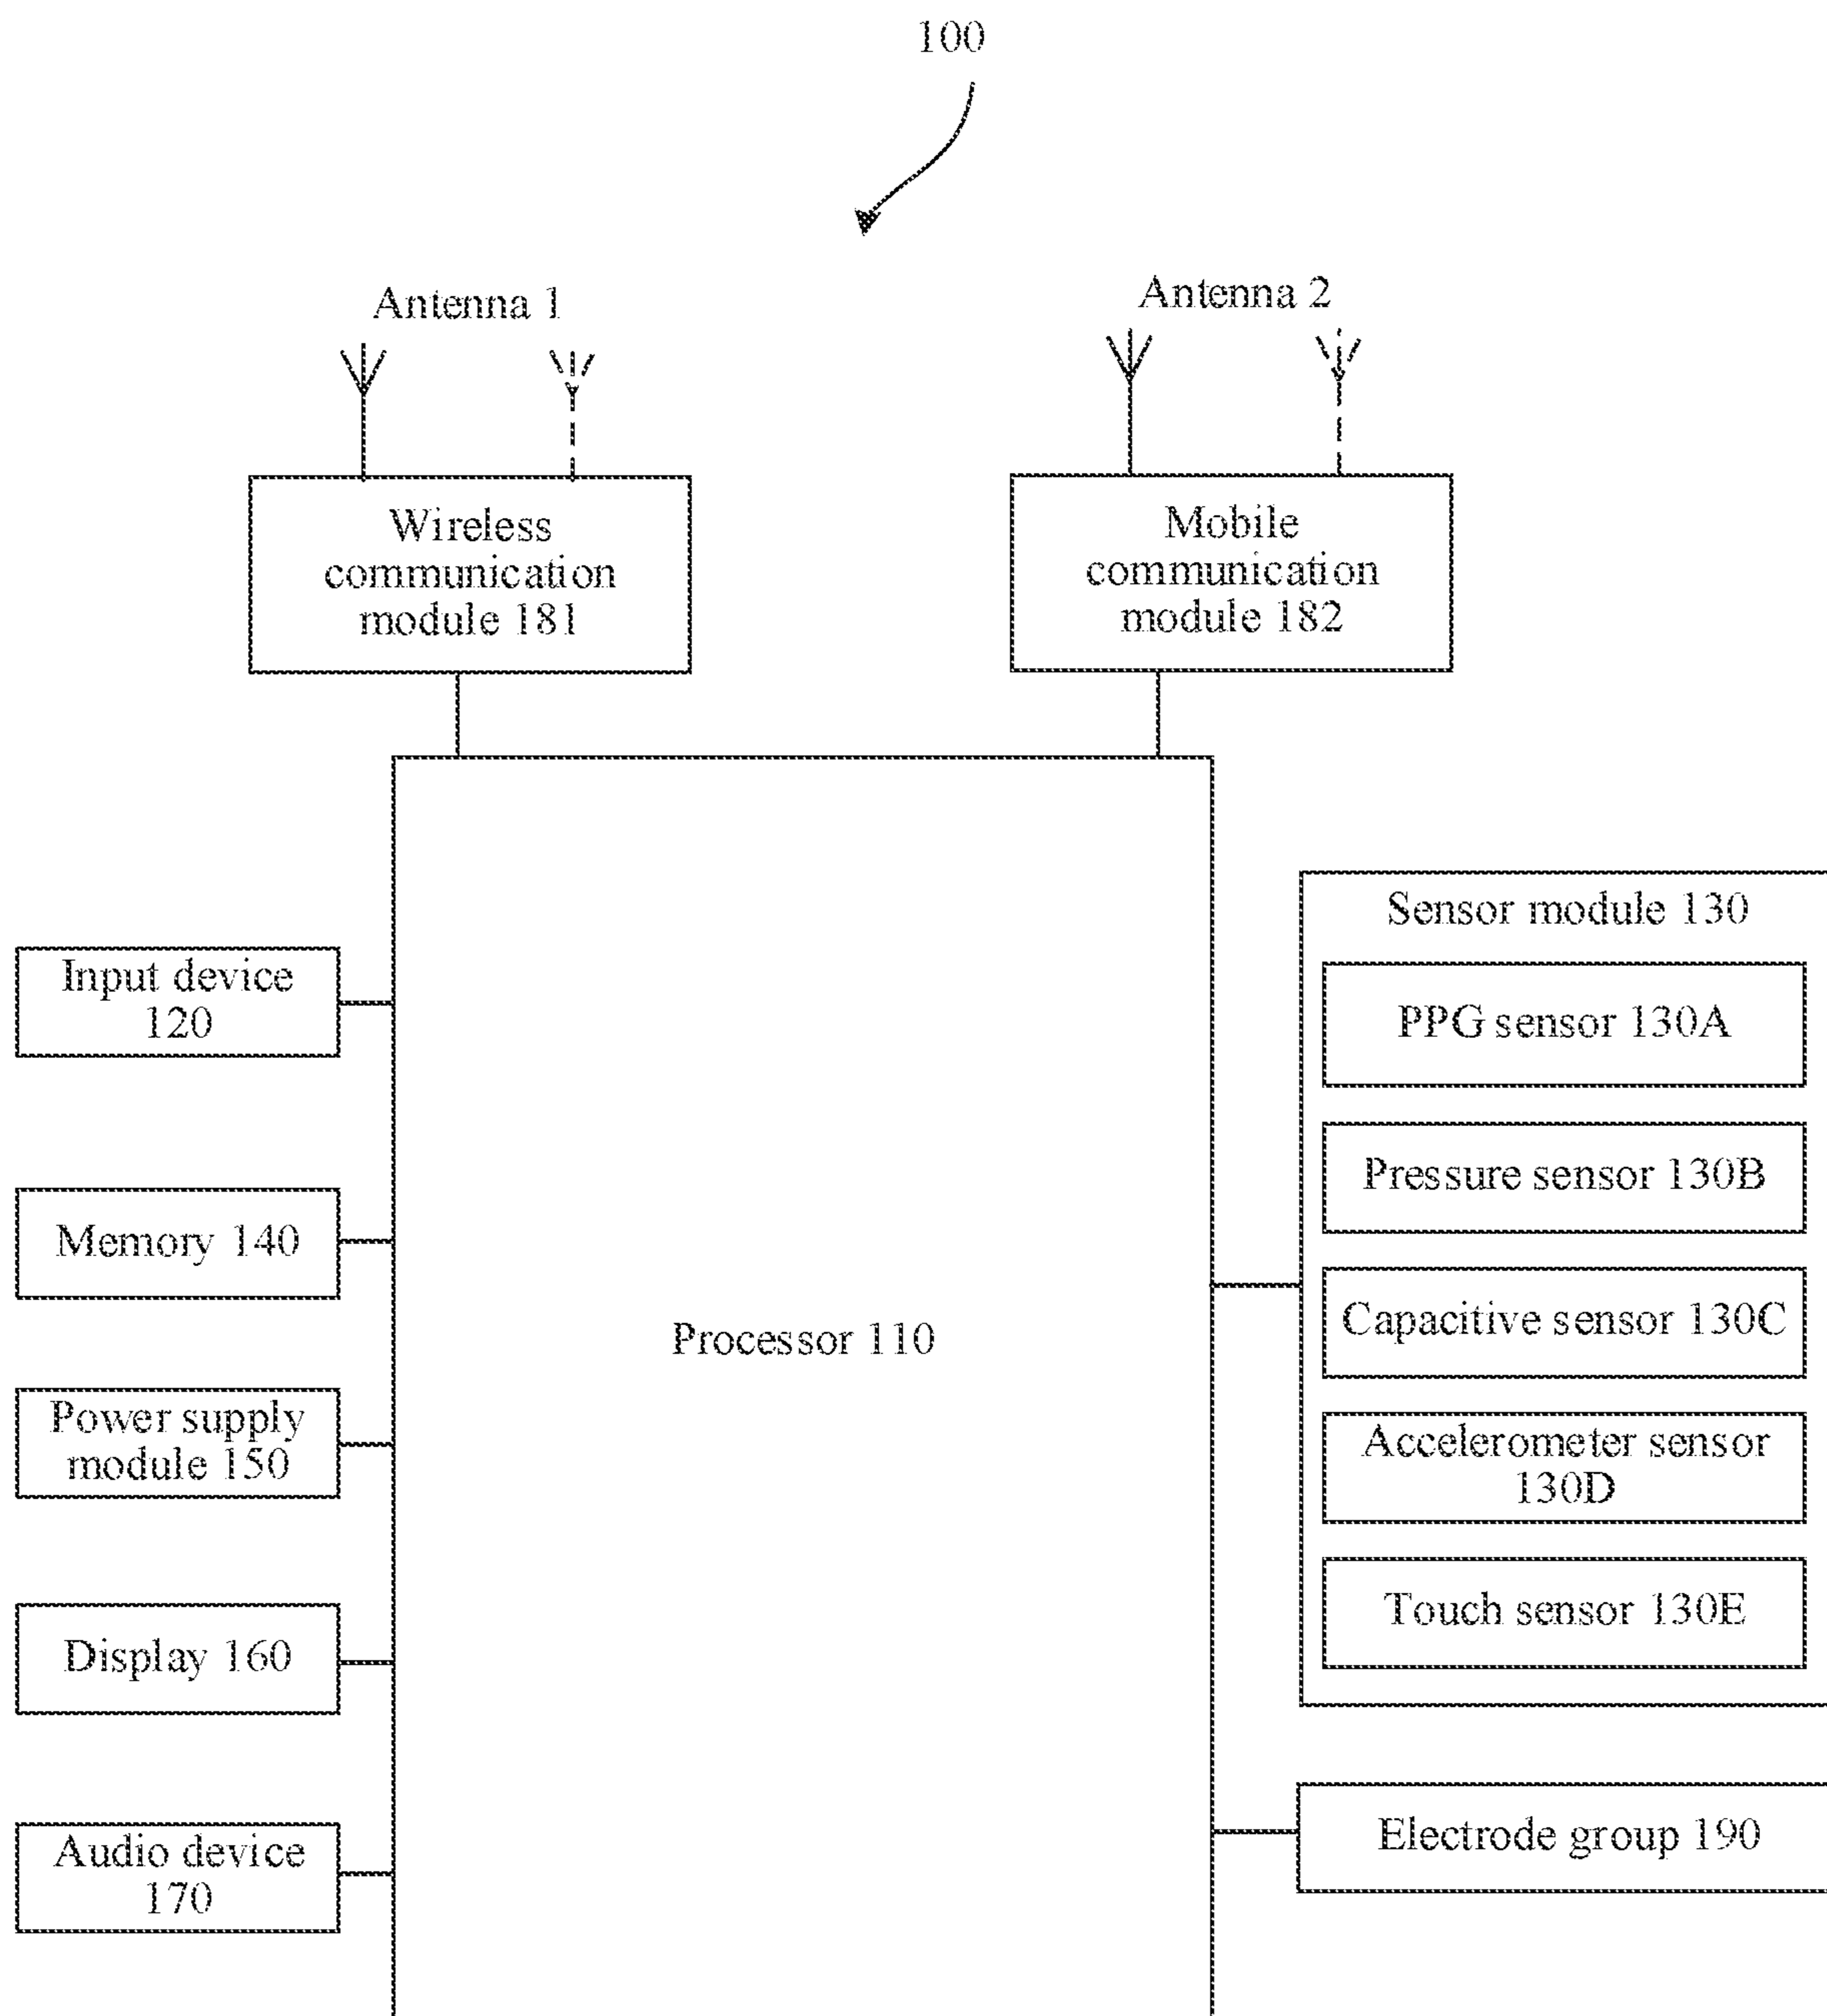 100
Antenna 1
Antenna 2
Wireless
communication
module 181
Mobile
communication
module 182
Input device
120
Memory 140
Power supply
module 150
Display 160
Audio device
170
Processor 110
Sensor module 130
PPG sensor 130A
Pressure sensor 130B
Capacitive sensor 130C
Accelerometer sensor
130D
Touch sensor 130E
Electrode group 190